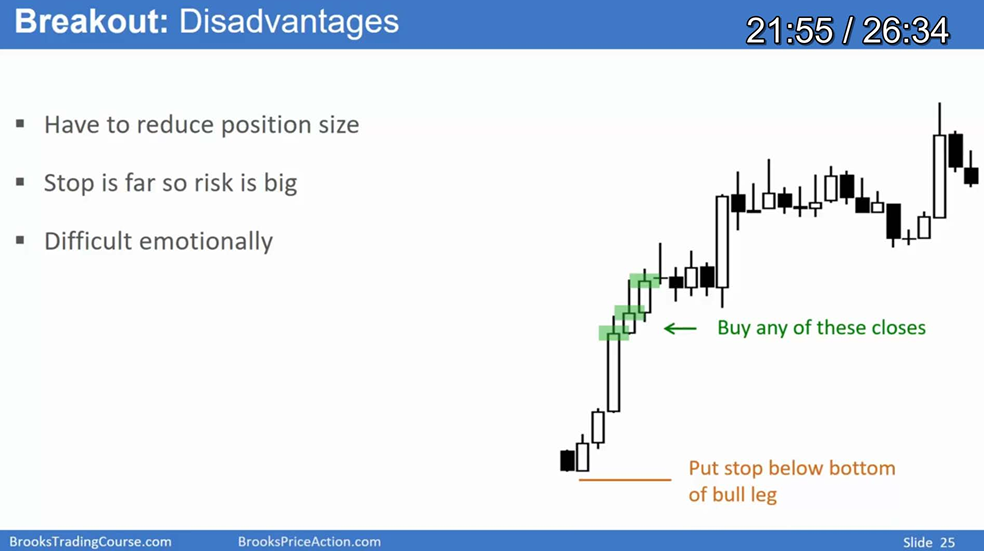 Breakout: Disadvantages
21:55 / 26:34
▪ Have to reduce position size
▪ Stop is far so risk is big
▪ Difficult emotionally
← Buy any of these closes
Put stop below bottom
of bull leg
BrooksTradingCourse.com
BrooksPriceAction.com
Slide 25